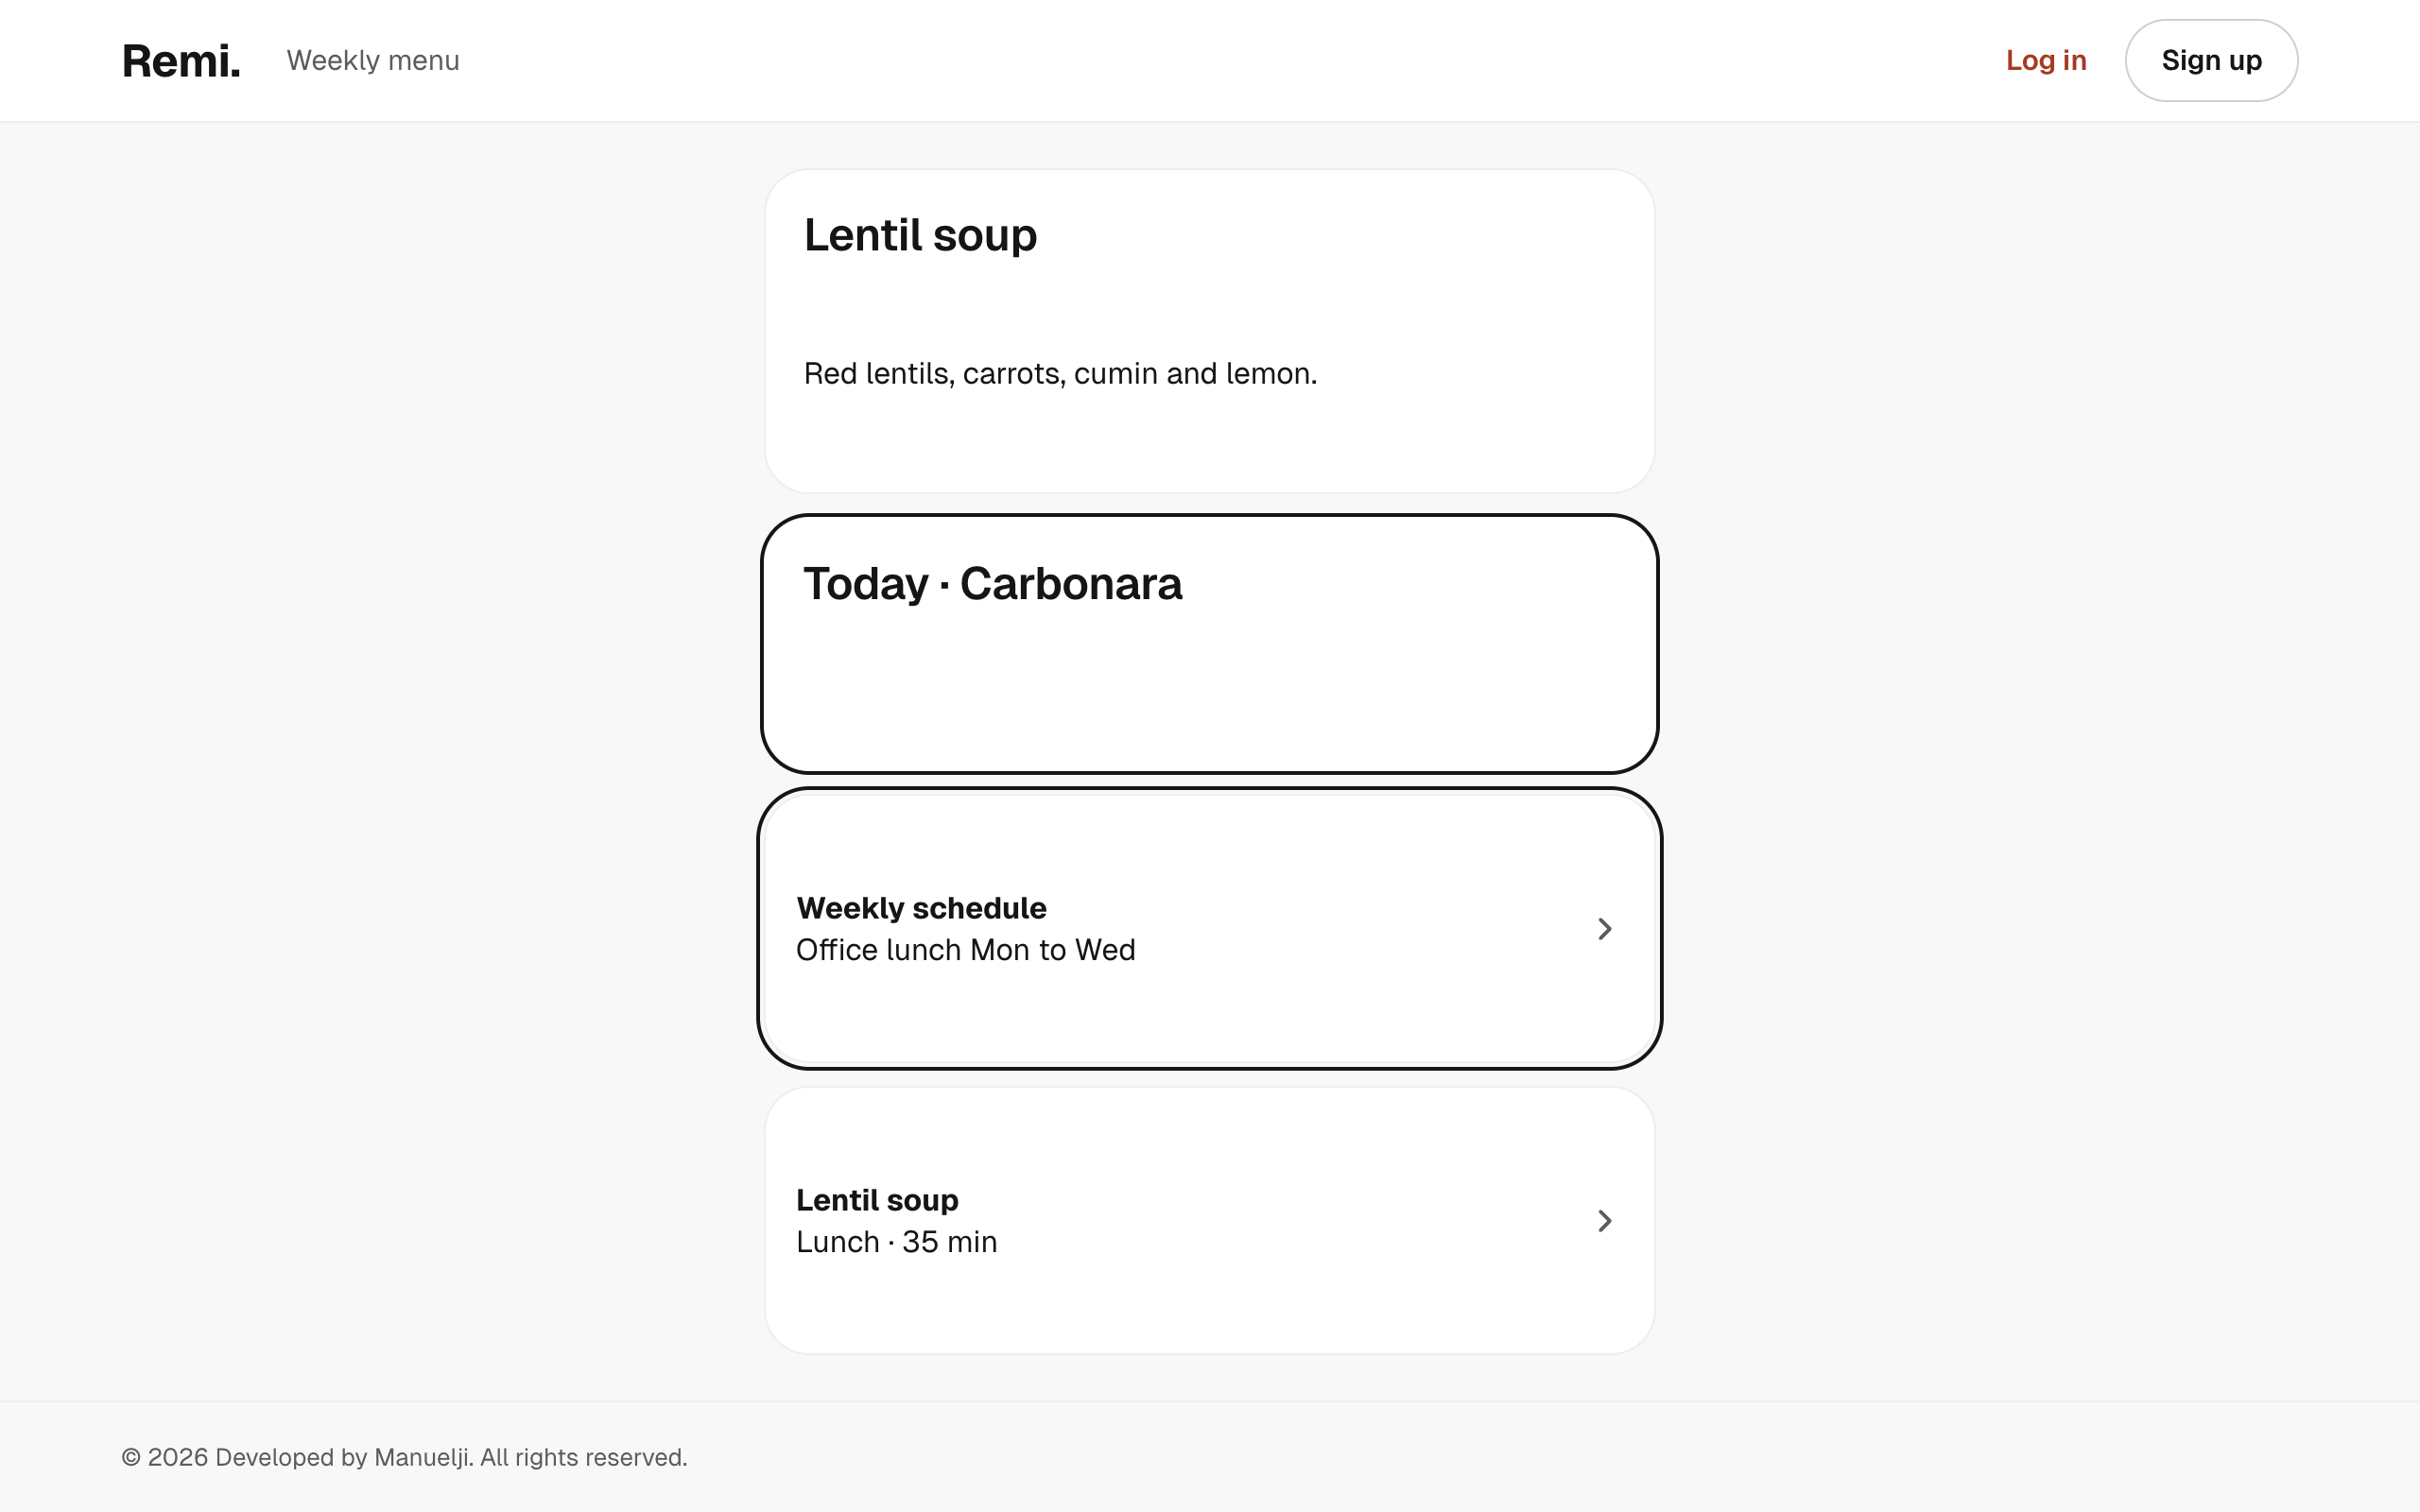 Remi.
Weekly menu
Log in
Sign up
Lentil soup
Red lentils, carrots, cumin and lemon.
Today · Carbonara
Weekly schedule
Office lunch Mon to Wed
Lentil soup
Lunch · 35 min
© 2026 Developed by Manuelji. All rights reserved.